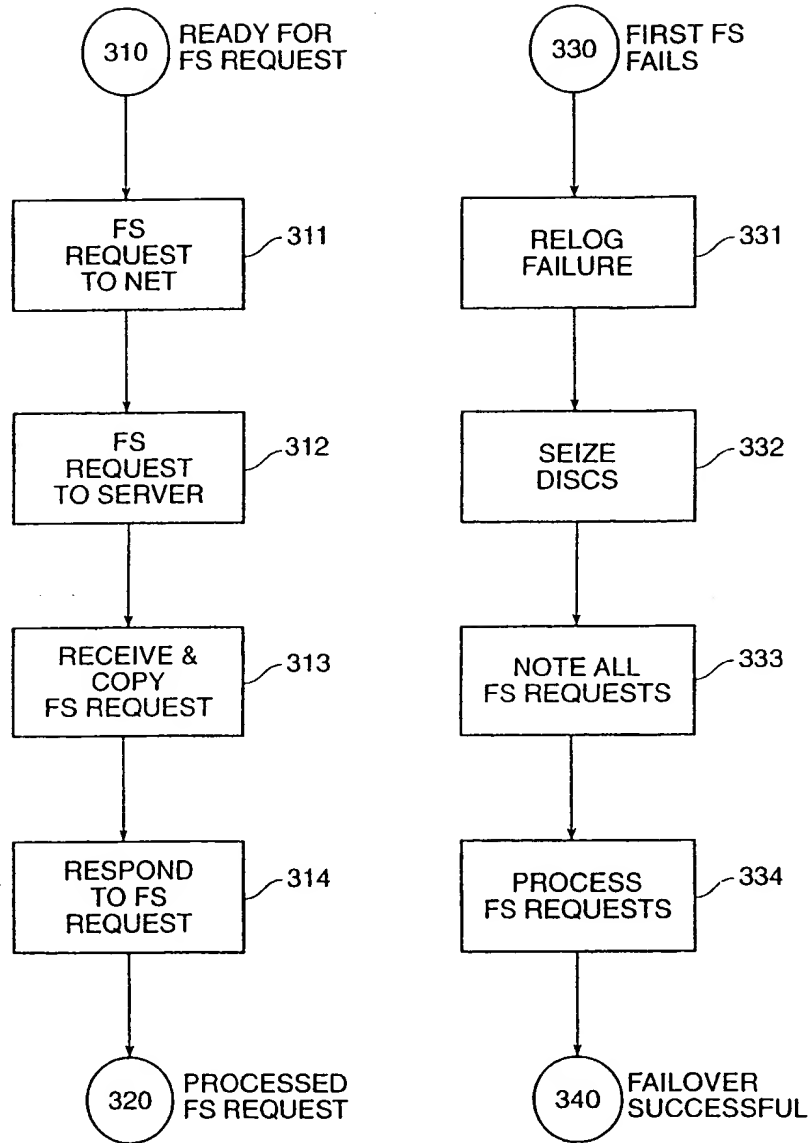 310
READY FOR
FS REQUEST
FS
REQUEST
TO NET
311
FS
REQUEST
TO SERVER
312
RECEIVE &
COPY
FS REQUEST
313
RESPOND
TO FS
REQUEST
314
320
PROCESSED
FS REQUEST
330
FIRST FS
FAILS
RELOG
FAILURE
331
SEIZE
DISCS
332
NOTE ALL
FS REQUESTS
333
PROCESS
FS REQUESTS
334
340
FAILOVER
SUCCESSFUL